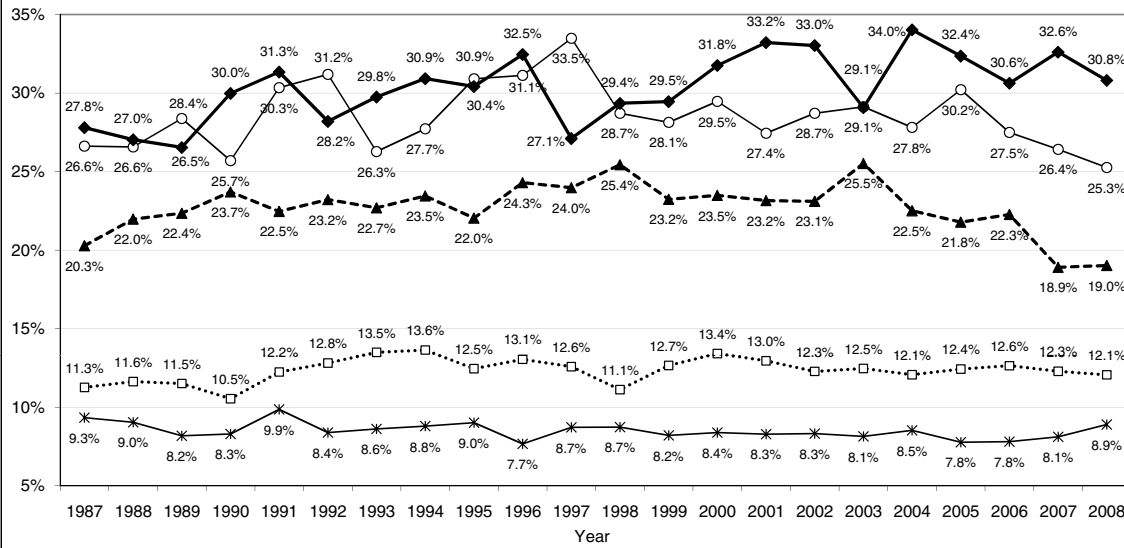 35%
30%
25%
20%
15%
10%
5%
27.8% 27.0% 26.5% 30.0% 31.3% 28.2% 29.8% 30.9% 30.4% 32.5% 27.1% 29.4% 29.5% 31.8% 33.2% 33.0% 29.1% 34.0% 32.4% 30.6% 32.6% 30.8%
26.6% 26.6% 28.4% 25.7% 30.3% 31.2% 26.3% 27.7% 30.9% 31.1% 33.5% 28.7% 28.1% 29.5% 27.4% 28.7% 29.1% 27.8% 30.2% 27.5% 26.4% 25.3%
20.3% 22.0% 22.4% 23.7% 22.5% 23.2% 22.7% 23.5% 22.0% 24.3% 24.0% 25.4% 23.2% 23.5% 23.2% 23.1% 25.5% 22.5% 21.8% 22.3% 18.9% 19.0%
11.3% 11.6% 11.5% 10.5% 12.2% 12.8% 13.5% 13.6% 12.5% 13.1% 12.6% 11.1% 12.7% 13.4% 13.0% 12.3% 12.5% 12.1% 12.4% 12.6% 12.3% 12.1%
9.3% 9.0% 8.2% 8.3% 9.9% 8.4% 8.6% 8.8% 9.0% 7.7% 8.7% 8.7% 8.2% 8.4% 8.3% 8.3% 8.1% 8.5% 7.8% 7.8% 8.1% 8.9%
1987 1988 1989 1990 1991 1992 1993 1994 1995 1996 1997 1998 1999 2000 2001 2002 2003 2004 2005 2006 2007 2008
Year